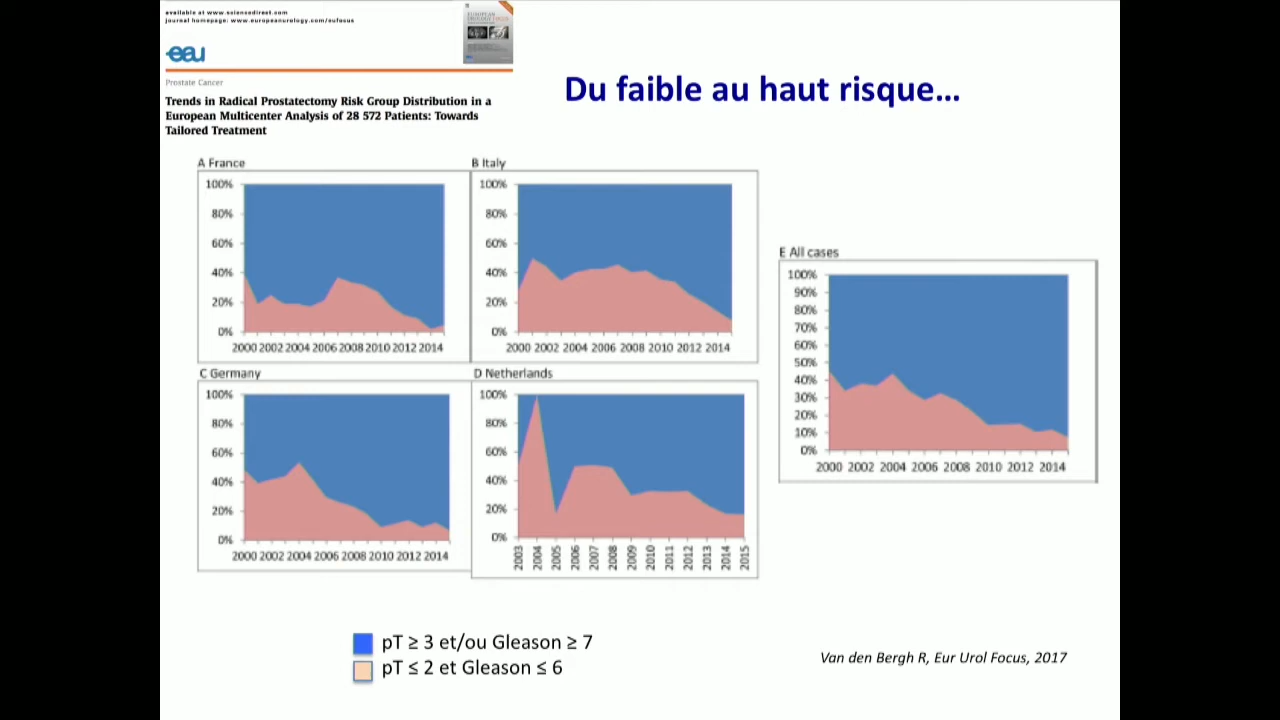 available at www.sciencedirect.com
journal homepage: www.europeanurology.com/eufocus
eau
Prostate Cancer
Trends in Radical Prostatectomy Risk Group Distribution in a
European Multicenter Analysis of 28 572 Patients: Towards
Tailored Treatment
Du faible au haut risque…
A France
100%
80%
60%
40%
20%
0%
2000 2002 2004 2006 2008 2010 2012 2014
B Italy
100%
80%
60%
40%
20%
0%
2000 2002 2004 2006 2008 2010 2012 2014
C Germany
100%
80%
60%
40%
20%
0%
2000 2002 2004 2006 2008 2010 2012 2014
D Netherlands
100%
80%
60%
40%
20%
0%
2003 2004 2005 2006 2007 2008 2009 2010 2011 2012 2013 2014 2015
E All cases
100%
90%
80%
70%
60%
50%
40%
30%
20%
10%
0%
2000 2002 2004 2006 2008 2010 2012 2014
pT ≥ 3 et/ou Gleason ≥ 7
pT ≤ 2 et Gleason ≤ 6
Van den Bergh R, Eur Urol Focus, 2017